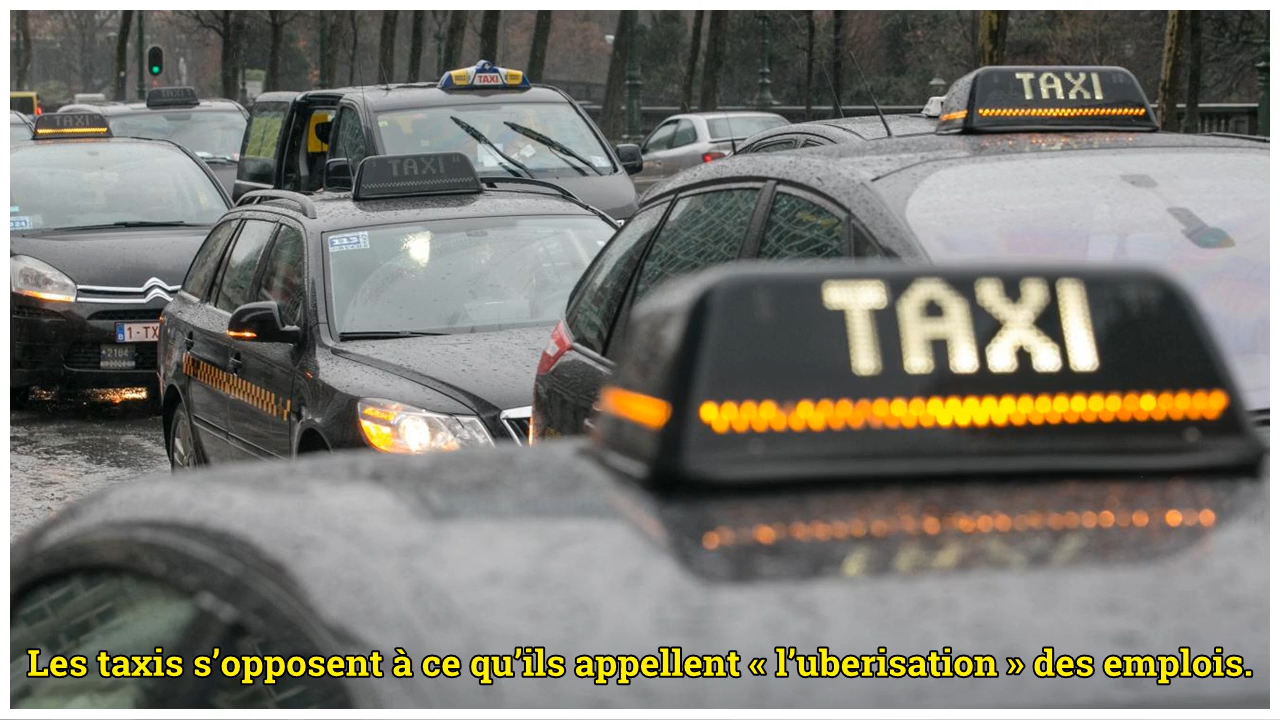 TAXI
TAXI
TAXI
TAXI
TAXI
1-TX
Les taxis s’opposent à ce qu’ils appellent « l’uberisation » des emplois.